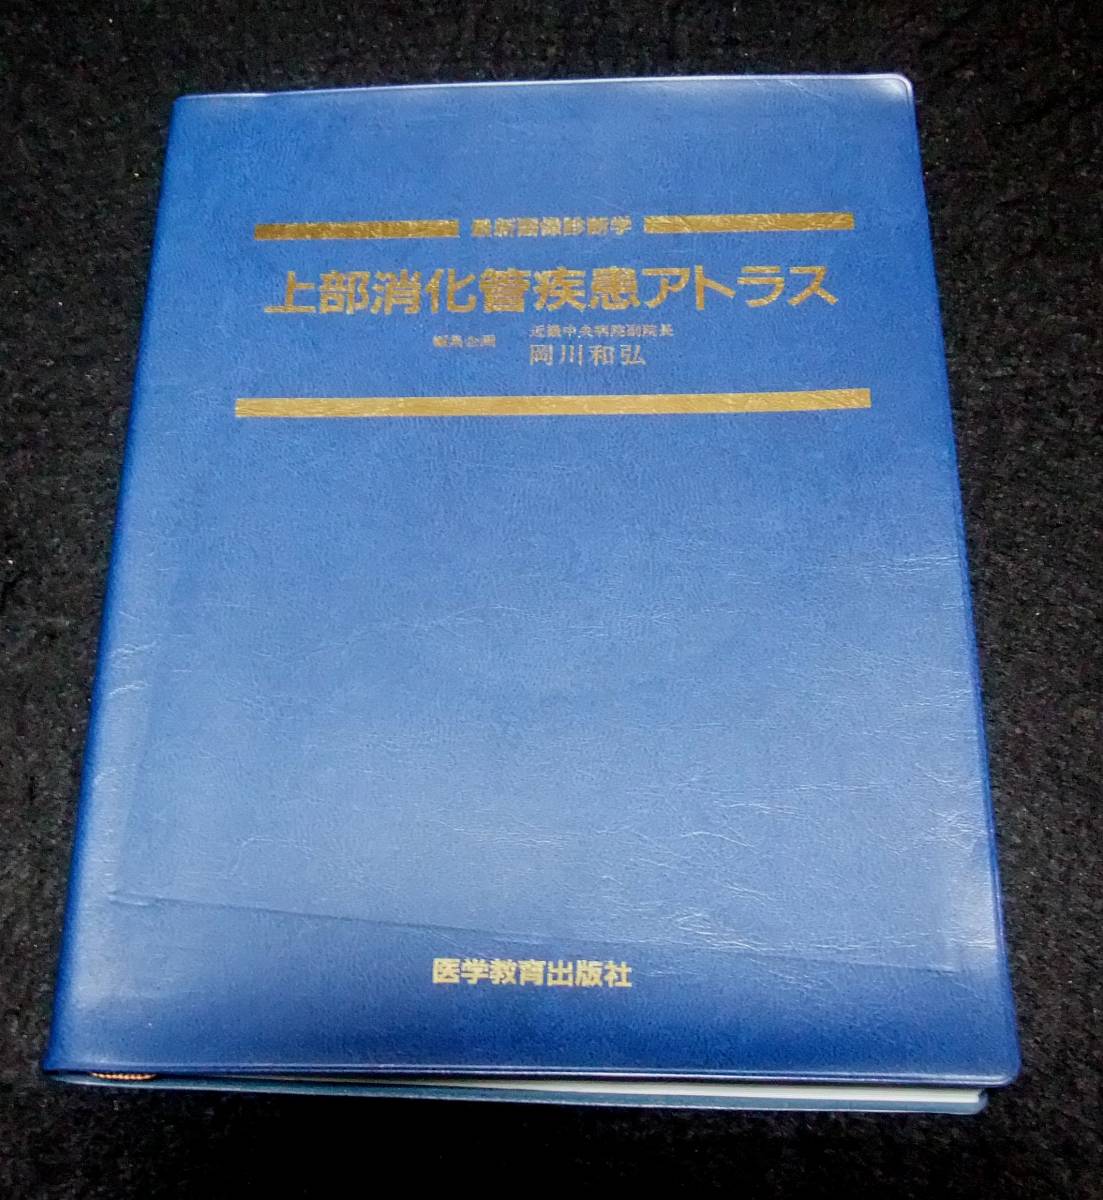 最新画像診断学
上部消化管疾患アトラス
編集企画
近畿中央病院副院長
岡川和弘
医学教育出版社